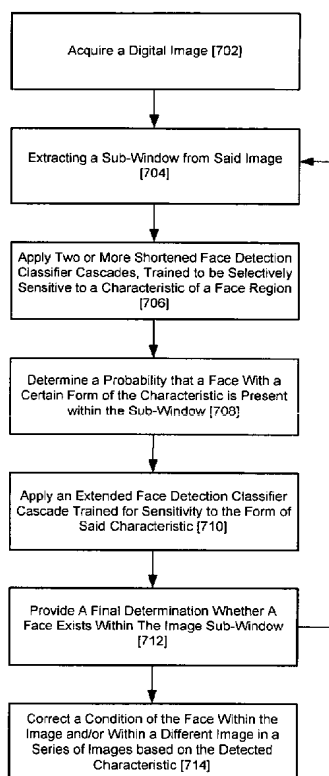 Acquire a Digital Image [702]
Extracting a Sub-Window from Said Image
[704]
Apply Two or More Shortened Face Detection
Classifier Cascades, Trained to be Selectively
Sensitive to a Characteristic of a Face Region
[706]
Determine a Probability that a Face With a
Certain Form of the Characteristic is Present
within the Sub-Window [708]
Apply an Extended Face Detection Classifier
Cascade Trained for Sensitivity to the Form of
Said Characteristic [710]
Provide A Final Determination Whether A
Face Exists Within The Image Sub-Window
[712]
Correct a Condition of the Face Within the
Image and/or Within a Different Image in a
Series of Images based on the Detected
Characteristic [714]